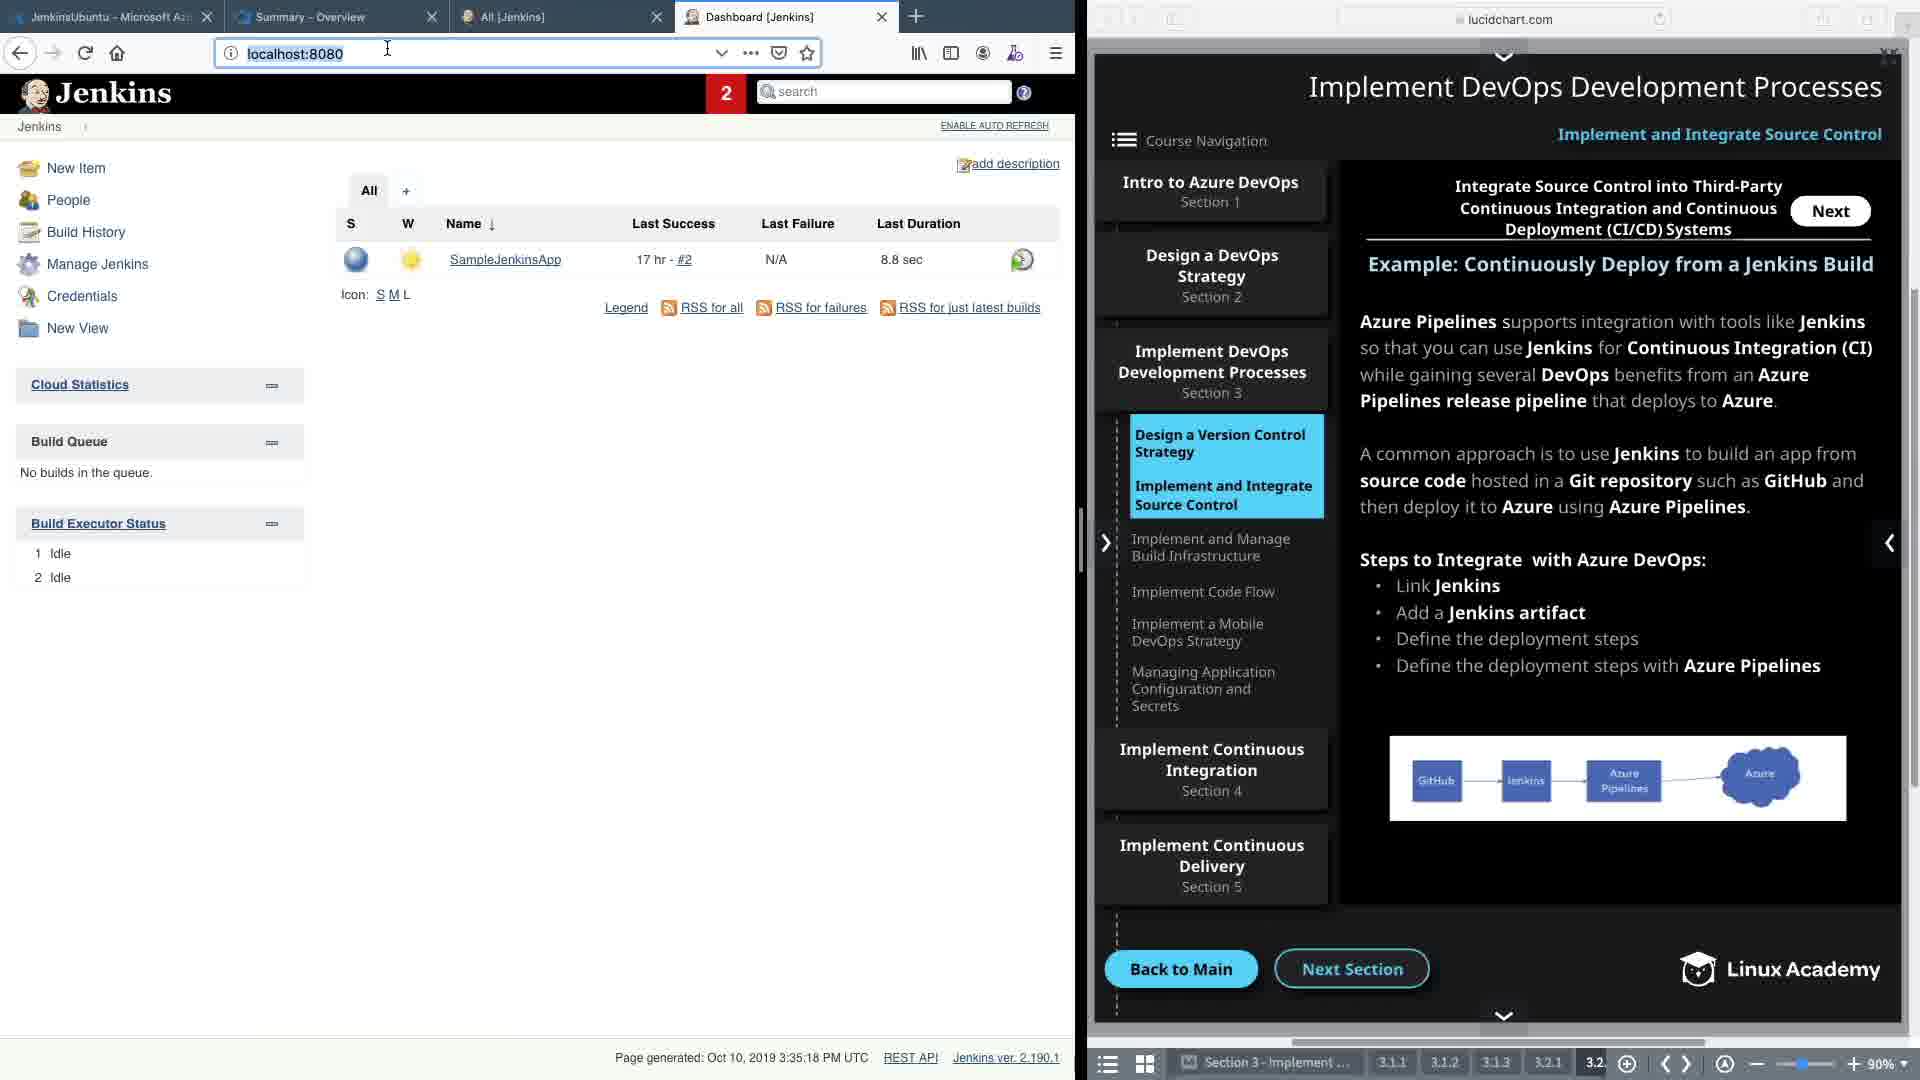 JemkinsUbuntu - Microsoft Az
Summary - Overview
All [Jenkins]
Dashboard [Jenkins]
localhost:8080
Jenkins
2
search
Jenkins
ENABLE AUTO REFRESH
New Item
People
Build History
Manage Jenkins
Credentials
New View
add description
All
+
S W Name ↓ Last Success Last Failure Last Duration
SampleJenkinsApp 17 hr - #2 N/A 8.8 sec
Icon: S M L
Legend RSS for all RSS for failures RSS for just latest builds
Cloud Statistics
Build Queue
No builds in the queue.
Build Executor Status
1 Idle
2 Idle
Page generated: Oct 10, 2019 3:35:18 PM UTC REST API Jenkins ver. 2.190.1
lucidchart.com
Implement DevOps Development Processes
Course Navigation
Implement and Integrate Source Control
Intro to Azure DevOps
Section 1
Design a DevOps
Strategy
Section 2
Implement DevOps
Development Processes
Section 3
Design a Version Control
Strategy
Implement and Integrate
Source Control
Implement and Manage
Build Infrastructure
Implement Code Flow
Implement a Mobile
DevOps Strategy
Managing Application
Configuration and
Secrets
Implement Continuous
Integration
Section 4
Implement Continuous
Delivery
Section 5
Integrate Source Control into Third-Party
Continuous Integration and Continuous
Deployment (CI/CD) Systems
Next
Example: Continuously Deploy from a Jenkins Build
Azure Pipelines supports integration with tools like Jenkins
so that you can use Jenkins for Continuous Integration (CI)
while gaining several DevOps benefits from an Azure
Pipelines release pipeline that deploys to Azure.
A common approach is to use Jenkins to build an app from
source code hosted in a Git repository such as GitHub and
then deploy it to Azure using Azure Pipelines.
Steps to Integrate with Azure DevOps:
• Link Jenkins
• Add a Jenkins artifact
• Define the deployment steps
• Define the deployment steps with Azure Pipelines
GitHub
Jenkins
Azure
Pipelines
Azure
Back to Main
Next Section
Linux Academy
Section 3 - Implement ...
3.1.1
3.1.2
3.1.3
3.2.1
3.2.
90%